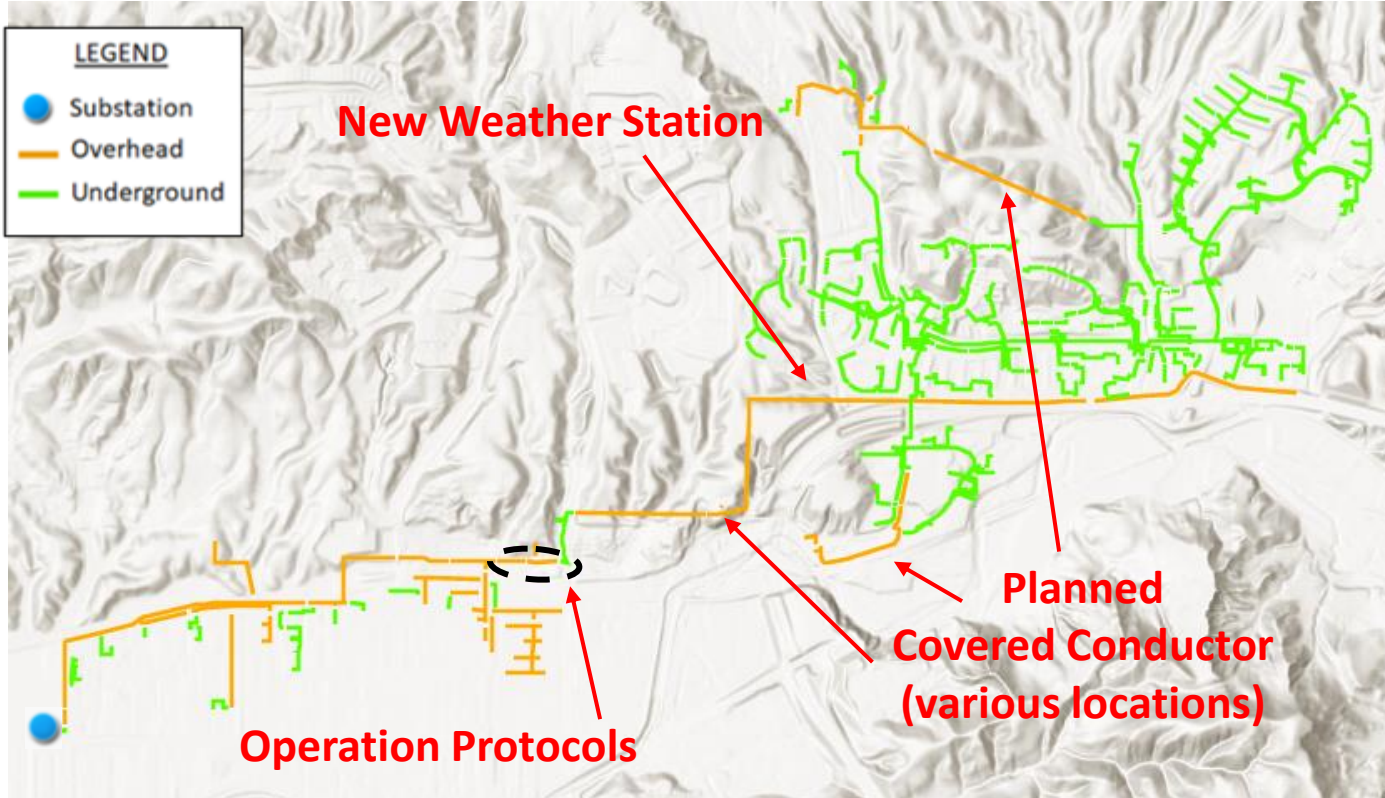 LEGEND
Substation
Overhead
Underground
New Weather Station
Planned
Covered Conductor
(various locations)
Operation Protocols